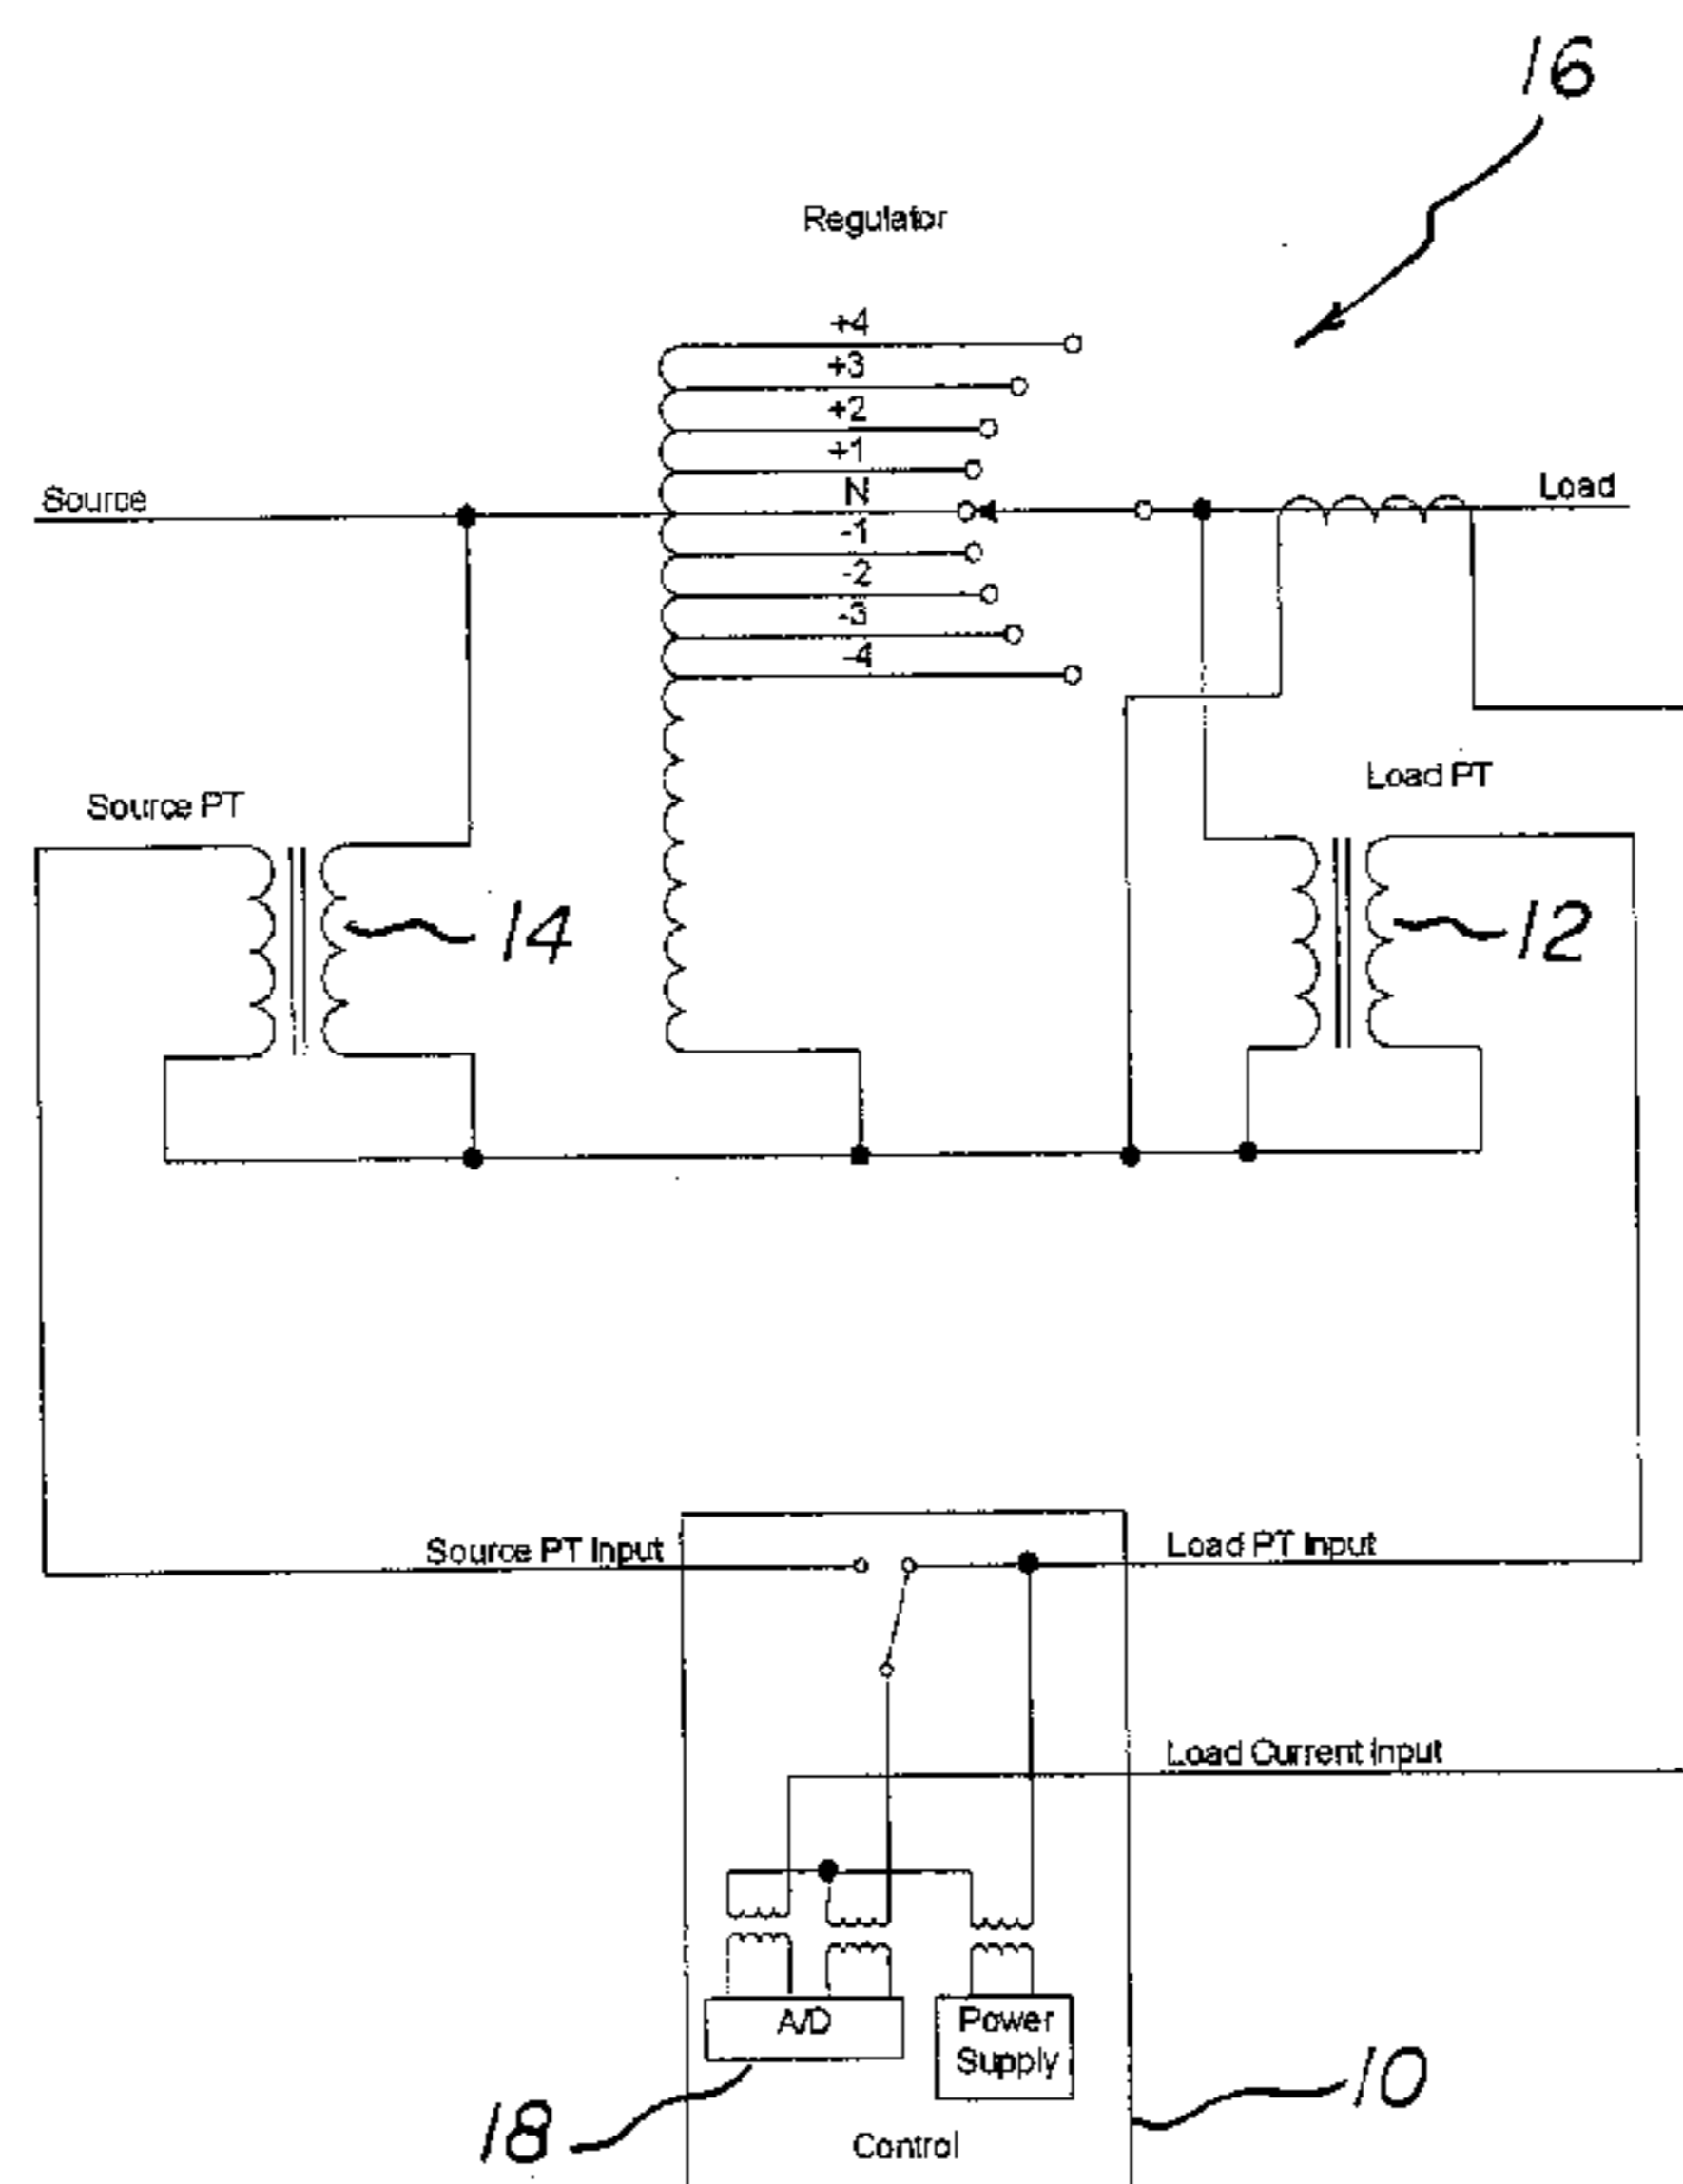 16
Regulator
+4
+3
+2
+1
Source
N
Load
-1
-2
-3
-4
Source PT
Load PT
14
12
Source PT Input
Load PT Input
Load Current Input
A/D
Power
Supply
10
18
Control